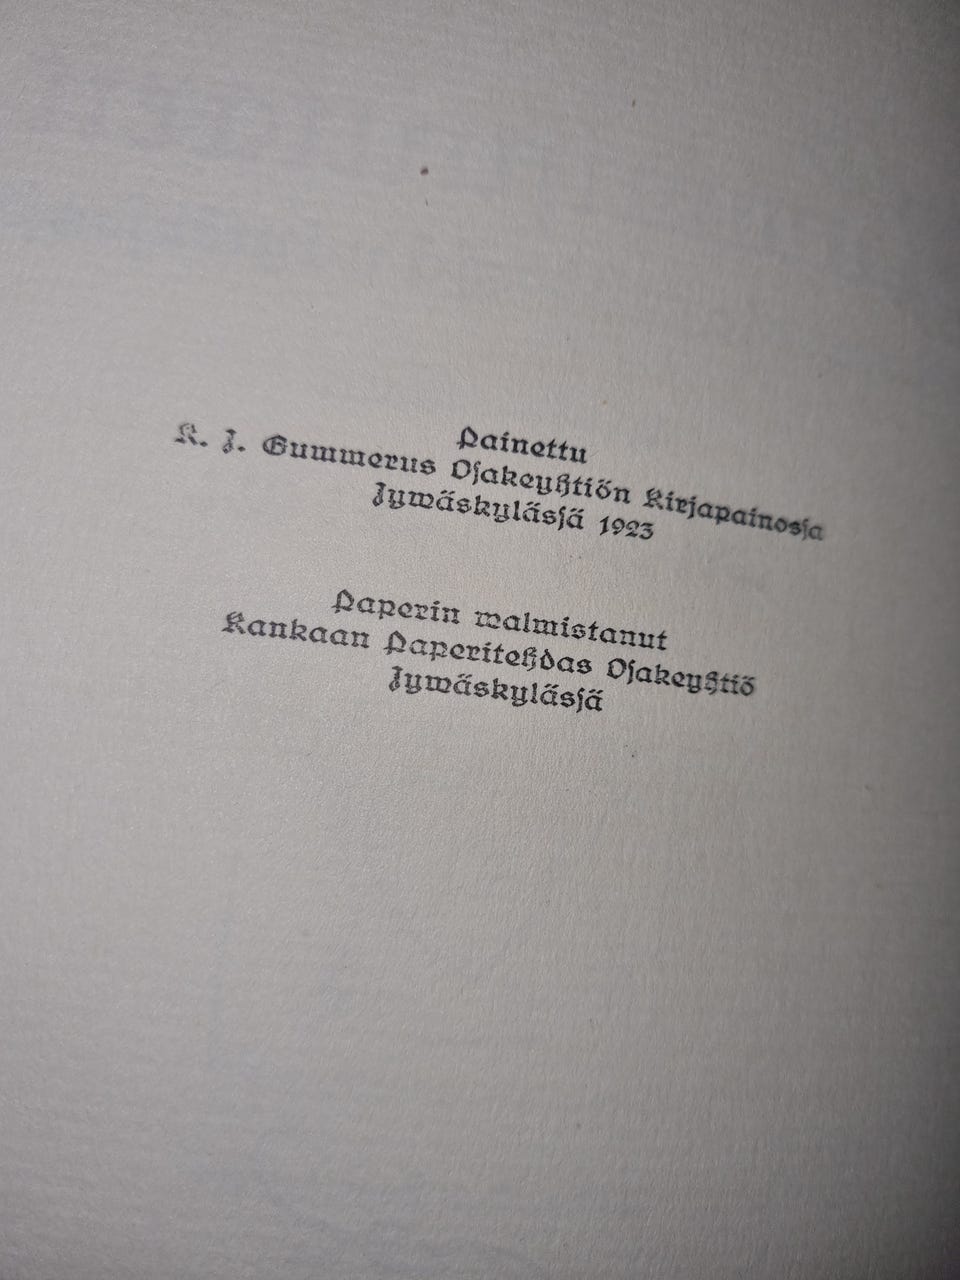 Painettu
K. J. Gummerus Osakeyhtiön Kirjapainossa
Jywäskylässä 1923
Paperin walmistanut
Kankaan Paperitehdas Osakeyhtiö
Jywäskylässä